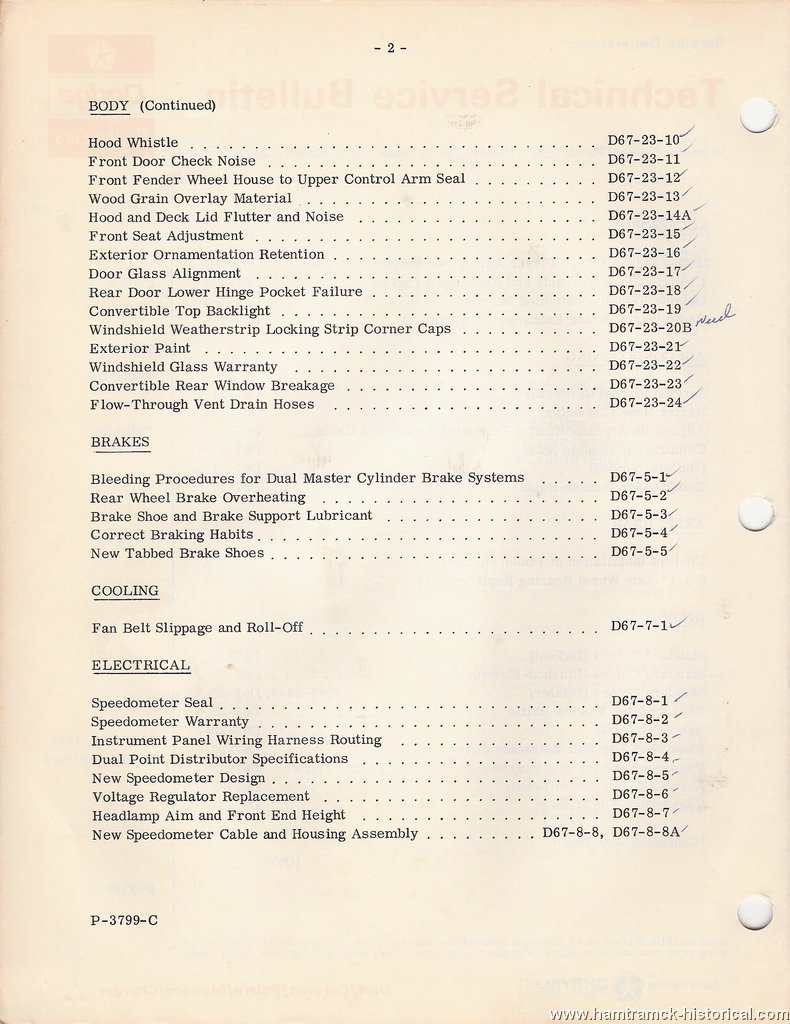 - 2 -
BODY (Continued)
Hood Whistle . . . . . . . . . . . . . . . . . . . . . . . . . . . . . . D67-23-10
Front Door Check Noise . . . . . . . . . . . . . . . . . . . . . . . . D67-23-11
Front Fender Wheel House to Upper Control Arm Seal . . . . . . . . . D67-23-12
Wood Grain Overlay Material . . . . . . . . . . . . . . . . . . . . . . D67-23-13
Hood and Deck Lid Flutter and Noise . . . . . . . . . . . . . . . . . . D67-23-14A
Front Seat Adjustment . . . . . . . . . . . . . . . . . . . . . . . . . D67-23-15
Exterior Ornamentation Retention . . . . . . . . . . . . . . . . . . . . D67-23-16
Door Glass Alignment . . . . . . . . . . . . . . . . . . . . . . . . . D67-23-17
Rear Door Lower Hinge Pocket Failure . . . . . . . . . . . . . . . . . D67-23-18
Convertible Top Backlight . . . . . . . . . . . . . . . . . . . . . . . . D67-23-19
Windshield Weatherstrip Locking Strip Corner Caps . . . . . . . . . . D67-23-20B Need
Exterior Paint . . . . . . . . . . . . . . . . . . . . . . . . . . . . . D67-23-21
Windshield Glass Warranty . . . . . . . . . . . . . . . . . . . . . . . D67-23-22
Convertible Rear Window Breakage . . . . . . . . . . . . . . . . . . . D67-23-23
Flow-Through Vent Drain Hoses . . . . . . . . . . . . . . . . . . . . D67-23-24
BRAKES
Bleeding Procedures for Dual Master Cylinder Brake Systems . . . . . D67-5-1
Rear Wheel Brake Overheating . . . . . . . . . . . . . . . . . . . . . D67-5-2
Brake Shoe and Brake Support Lubricant . . . . . . . . . . . . . . . . D67-5-3
Correct Braking Habits . . . . . . . . . . . . . . . . . . . . . . . . . D67-5-4
New Tabbed Brake Shoes . . . . . . . . . . . . . . . . . . . . . . . . D67-5-5
COOLING
Fan Belt Slippage and Roll-Off . . . . . . . . . . . . . . . . . . . . . D67-7-1
ELECTRICAL
Speedometer Seal . . . . . . . . . . . . . . . . . . . . . . . . . . . . D67-8-1
Speedometer Warranty . . . . . . . . . . . . . . . . . . . . . . . . . D67-8-2
Instrument Panel Wiring Harness Routing . . . . . . . . . . . . . . . D67-8-3
Dual Point Distributor Specifications . . . . . . . . . . . . . . . . . . D67-8-4
New Speedometer Design . . . . . . . . . . . . . . . . . . . . . . . . D67-8-5
Voltage Regulator Replacement . . . . . . . . . . . . . . . . . . . . . D67-8-6
Headlamp Aim and Front End Height . . . . . . . . . . . . . . . . . . D67-8-7
New Speedometer Cable and Housing Assembly . . . . . . . . . D67-8-8, D67-8-8A
P-3799-C
www.hamtramck-historical.com